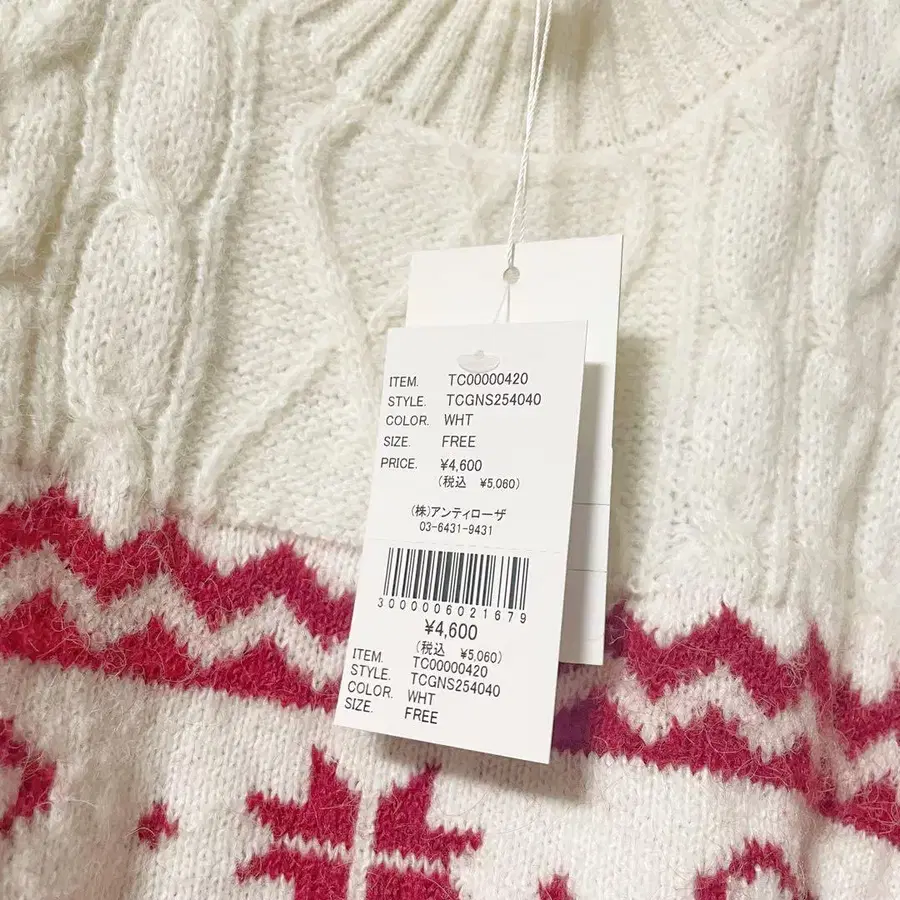 ITEM. TC00000420
STYLE. TCGNS254040
COLOR. WHT
SIZE. FREE
PRICE. ¥4,600
(税込 ¥5,060)
(株)アンティローザ
03-6431-9431
3000006021679
¥4,600
(税込 ¥5,060)
ITEM. TC00000420
STYLE. TCGNS254040
COLOR. WHT
SIZE. FREE